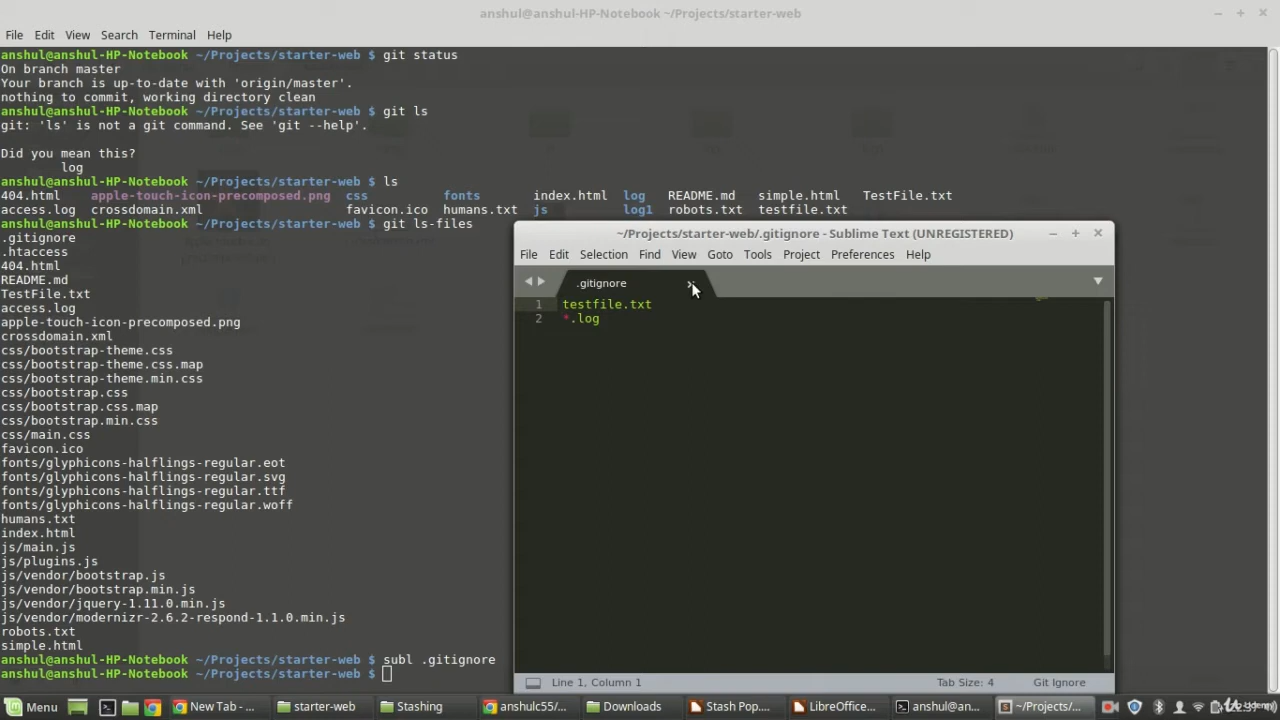 anshul@anshul-HP-Notebook ~/Projects/starter-web
File Edit View Search Terminal Help
anshul@anshul-HP-Notebook ~/Projects/starter-web $ git status
On branch master
Your branch is up-to-date with 'origin/master'.
nothing to commit, working directory clean
anshul@anshul-HP-Notebook ~/Projects/starter-web $ git ls
git: 'ls' is not a git command. See 'git --help'.
Did you mean this?
log
anshul@anshul-HP-Notebook ~/Projects/starter-web $ ls
404.html apple-touch-icon-precomposed.png css fonts index.html log README.md simple.html TestFile.txt
access.log crossdomain.xml favicon.ico humans.txt js log1 robots.txt testfile.txt
anshul@anshul-HP-Notebook ~/Projects/starter-web $ git ls-files
.gitignore
.htaccess
404.html
README.md
TestFile.txt
access.log
apple-touch-icon-precomposed.png
crossdomain.xml
css/bootstrap-theme.css
css/bootstrap-theme.css.map
css/bootstrap-theme.min.css
css/bootstrap.css
css/bootstrap.css.map
css/bootstrap.min.css
css/main.css
favicon.ico
fonts/glyphicons-halflings-regular.eot
fonts/glyphicons-halflings-regular.svg
fonts/glyphicons-halflings-regular.ttf
fonts/glyphicons-halflings-regular.woff
humans.txt
index.html
js/main.js
js/plugins.js
js/vendor/bootstrap.js
js/vendor/bootstrap.min.js
js/vendor/jquery-1.11.0.min.js
js/vendor/modernizr-2.6.2-respond-1.1.0.min.js
robots.txt
simple.html
anshul@anshul-HP-Notebook ~/Projects/starter-web $ subl .gitignore
anshul@anshul-HP-Notebook ~/Projects/starter-web $
~/Projects/starter-web/.gitignore - Sublime Text (UNREGISTERED)
File Edit Selection Find View Goto Tools Project Preferences Help
.gitignore
1 testfile.txt
2 *.log
Line 1, Column 1 Tab Size: 4 Git Ignore
Menu New Tab - ... starter-web Stashing anshulc55/... Downloads Stash Pop.... LibreOffice... anshul@an... ~/Projects/...